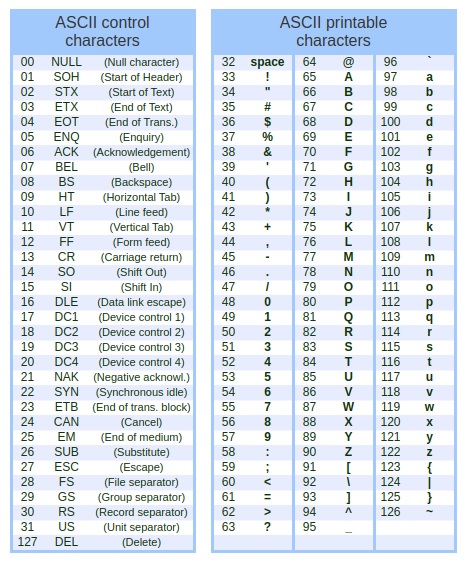 ASCII control
characters
00 NULL (Null character)
01 SOH (Start of Header)
02 STX (Start of Text)
03 ETX (End of Text)
04 EOT (End of Trans.)
05 ENQ (Enquiry)
06 ACK (Acknowledgement)
07 BEL (Bell)
08 BS (Backspace)
09 HT (Horizontal Tab)
10 LF (Line feed)
11 VT (Vertical Tab)
12 FF (Form feed)
13 CR (Carriage return)
14 SO (Shift Out)
15 SI (Shift In)
16 DLE (Data link escape)
17 DC1 (Device control 1)
18 DC2 (Device control 2)
19 DC3 (Device control 3)
20 DC4 (Device control 4)
21 NAK (Negative acknowl.)
22 SYN (Synchronous idle)
23 ETB (End of trans. block)
24 CAN (Cancel)
25 EM (End of medium)
26 SUB (Substitute)
27 ESC (Escape)
28 FS (File separator)
29 GS (Group separator)
30 RS (Record separator)
31 US (Unit separator)
127 DEL (Delete)
ASCII printable
characters
32 space 64 @ 96 `
33 ! 65 A 97 a
34 " 66 B 98 b
35 # 67 C 99 c
36 $ 68 D 100 d
37 % 69 E 101 e
38 & 70 F 102 f
39 ' 71 G 103 g
40 ( 72 H 104 h
41 ) 73 I 105 i
42 * 74 J 106 j
43 + 75 K 107 k
44 , 76 L 108 l
45 - 77 M 109 m
46 . 78 N 110 n
47 / 79 O 111 o
48 0 80 P 112 p
49 1 81 Q 113 q
50 2 82 R 114 r
51 3 83 S 115 s
52 4 84 T 116 t
53 5 85 U 117 u
54 6 86 V 118 v
55 7 87 W 119 w
56 8 88 X 120 x
57 9 89 Y 121 y
58 : 90 Z 122 z
59 ; 91 [ 123 {
60 < 92 \ 124 |
61 = 93 ] 125 }
62 > 94 ^ 126 ~
63 ? 95 _